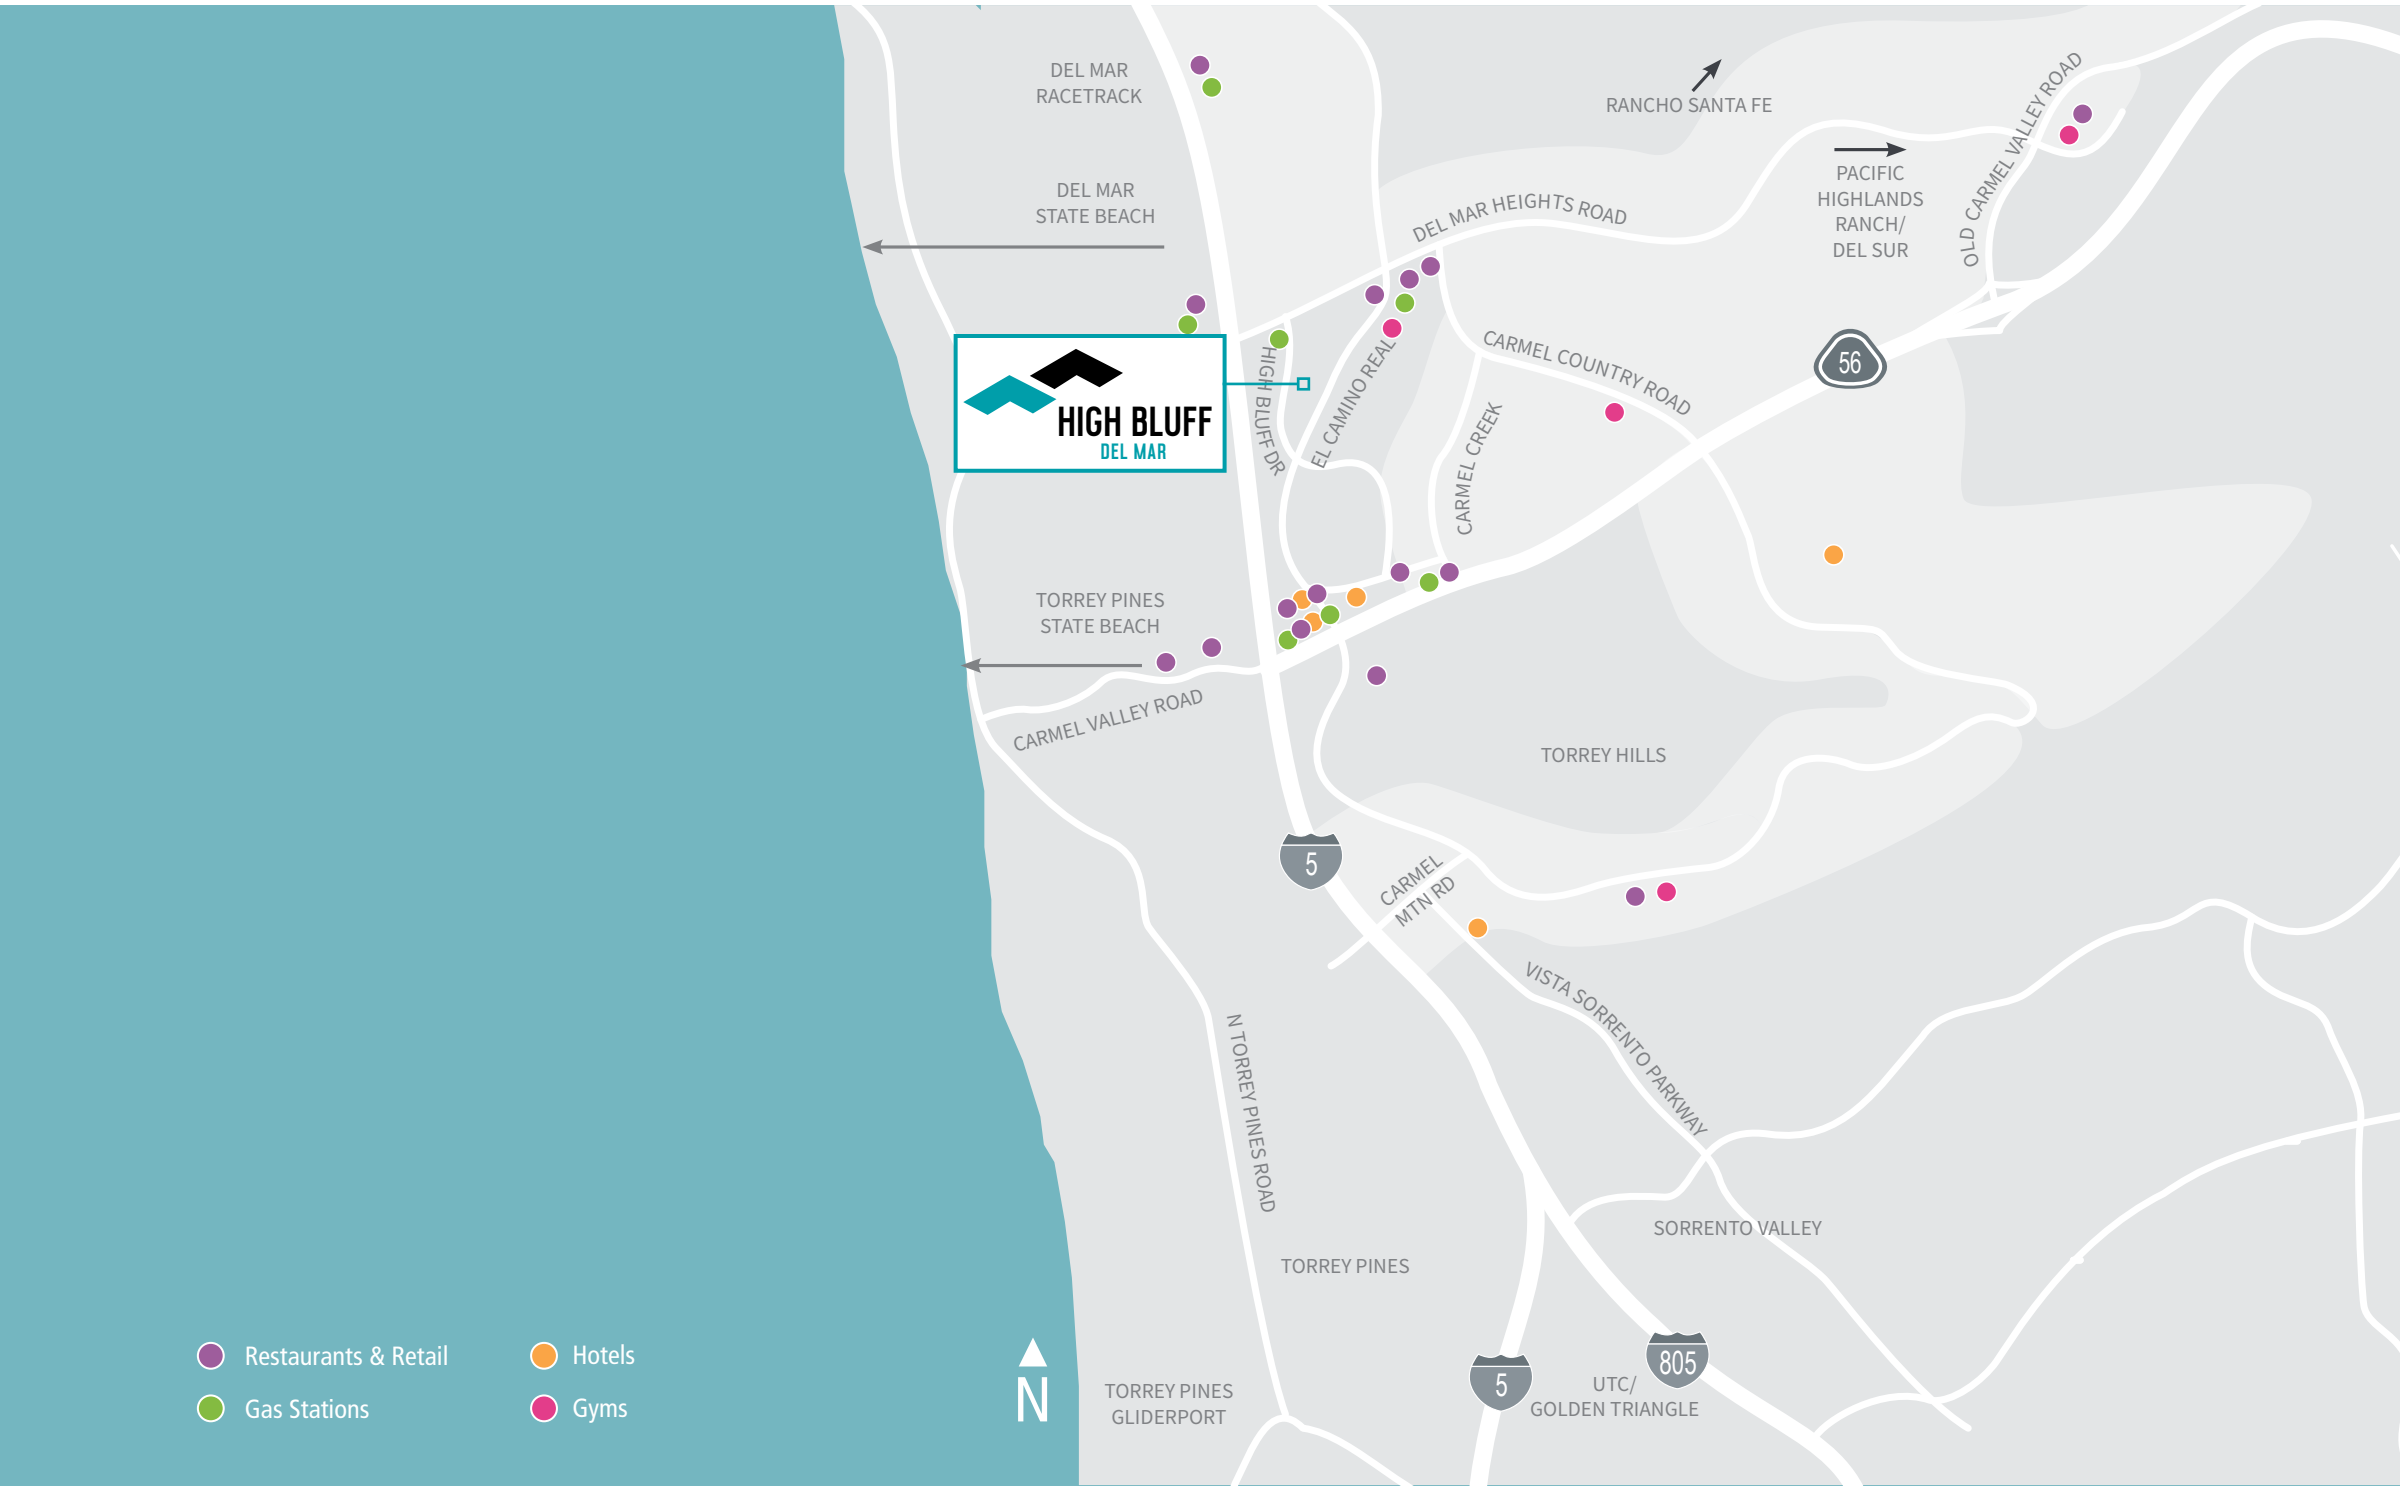 DEL MAR
RACETRACK
RANCHO SANTA FE
OLD CARMEL VALLEY ROAD
PACIFIC
HIGHLANDS
RANCH/
DEL SUR
DEL MAR
STATE BEACH
DEL MAR HEIGHTS ROAD
HIGH BLUFF
DEL MAR
HIGH BLUFF DR
EL CAMINO REAL
CARMEL COUNTRY ROAD
CARMEL CREEK
56
TORREY PINES
STATE BEACH
CARMEL VALLEY ROAD
TORREY HILLS
5
CARMEL
MTN RD
VISTA SORRENTO PARKWAY
N TORREY PINES ROAD
SORRENTO VALLEY
TORREY PINES
805
5
UTC/
GOLDEN TRIANGLE
TORREY PINES
GLIDERPORT
N
Restaurants & Retail
Hotels
Gas Stations
Gyms